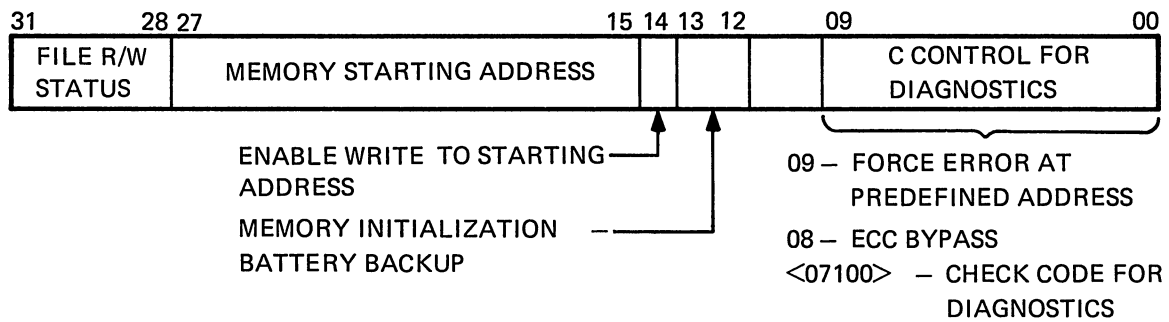 31 28 27 15 14 13 12 09 00
FILE R/W
STATUS
MEMORY STARTING ADDRESS
C CONTROL FOR
DIAGNOSTICS
ENABLE WRITE TO STARTING
ADDRESS
MEMORY INITIALIZATION –
BATTERY BACKUP
09 – FORCE ERROR AT
PREDEFINED ADDRESS
08 – ECC BYPASS
<07100> – CHECK CODE FOR
DIAGNOSTICS